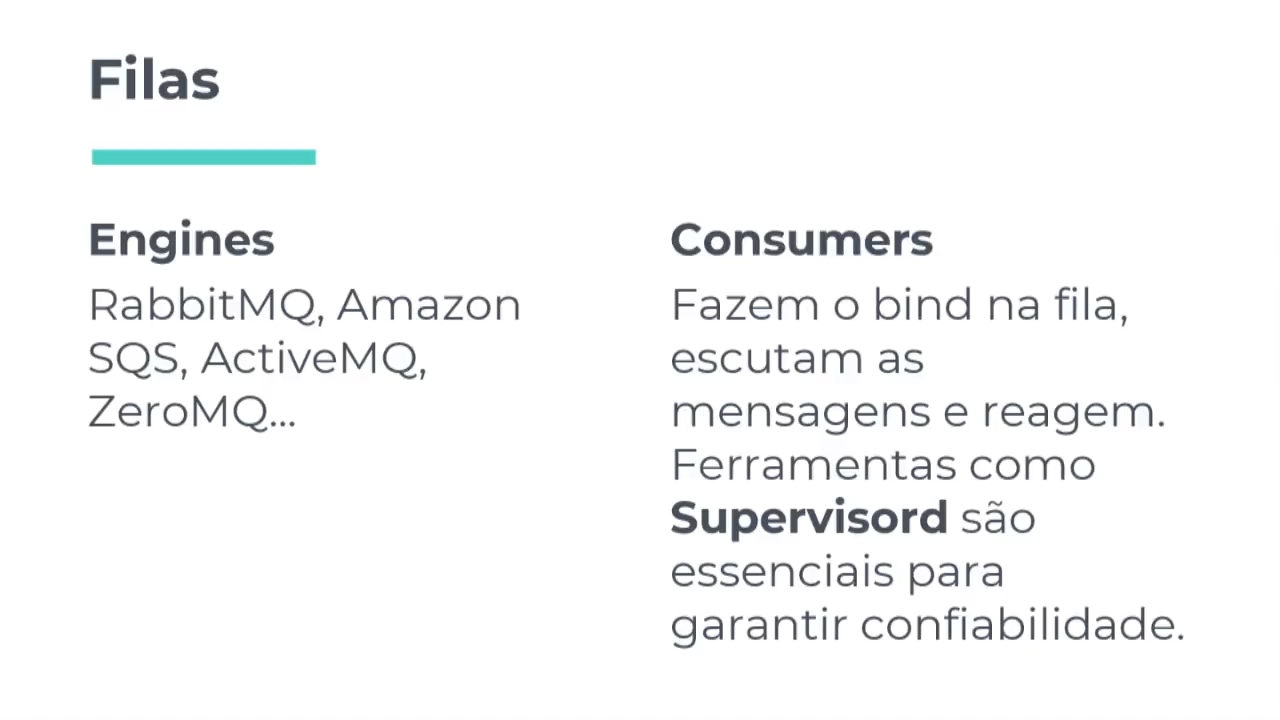 Filas
Engines
RabbitMQ, Amazon
SQS, ActiveMQ,
ZeroMQ...
Consumers
Fazem o bind na fila,
escutam as
mensagens e reagem.
Ferramentas como
Supervisord são
essenciais para
garantir confiabilidade.